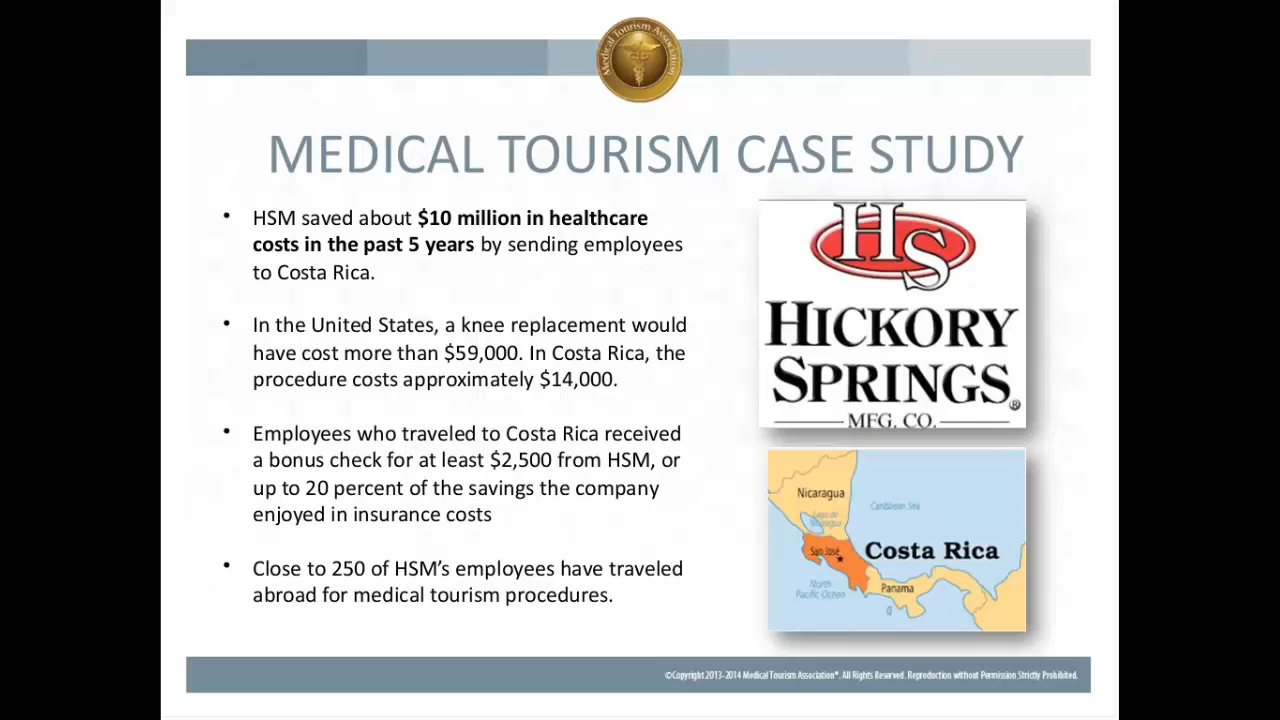 Medical Tourism Association
MEDICAL TOURISM CASE STUDY
• HSM saved about $10 million in healthcare
costs in the past 5 years by sending employees
to Costa Rica.
• In the United States, a knee replacement would
have cost more than $59,000. In Costa Rica, the
procedure costs approximately $14,000.
• Employees who traveled to Costa Rica received
a bonus check for at least $2,500 from HSM, or
up to 20 percent of the savings the company
enjoyed in insurance costs
• Close to 250 of HSM’s employees have traveled
abroad for medical tourism procedures.
HS
HICKORY
SPRINGS®
MFG. CO.
Nicaragua
Caribbean Sea
Lago de
Nicaragua
San José
Costa Rica
North
Pacific Ocean
Panama
©Copyright 2013-2014 Medical Tourism Association®. All Rights Reserved. Reproduction without Permission Strictly Prohibited.